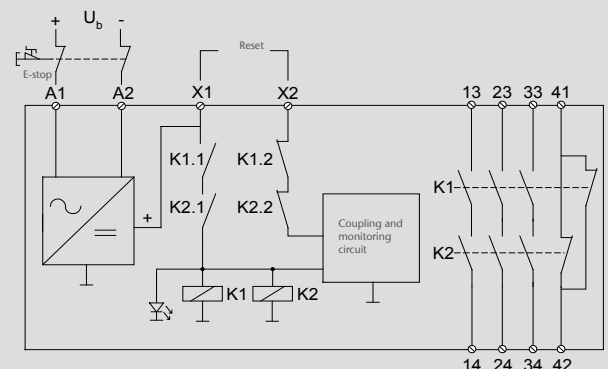 + U_b -
Reset
E-stop
A1 A2 X1 X2 13 23 33 41
K1.1 K1.2
K1
K2.1 K2.2
+
Coupling and
monitoring
circuit
K2
K1 K2
14 24 34 42